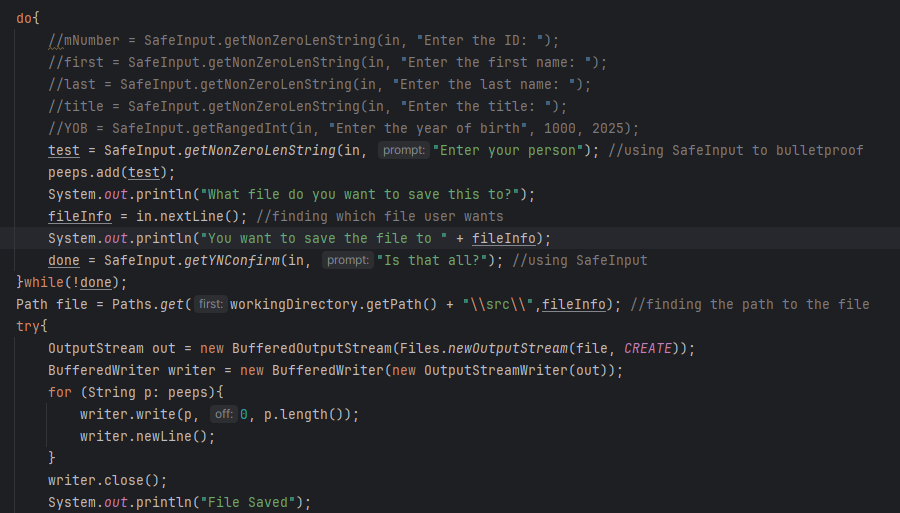 do{
//mNumber = SafeInput.getNonZeroLenString(in, "Enter the ID: ");
//first = SafeInput.getNonZeroLenString(in, "Enter the first name: ");
//last = SafeInput.getNonZeroLenString(in, "Enter the last name: ");
//title = SafeInput.getNonZeroLenString(in, "Enter the title: ");
//YOB = SafeInput.getRangedInt(in, "Enter the year of birth", 1000, 2025);
test = SafeInput.getNonZeroLenString(in, prompt: "Enter your person"); //using SafeInput to bulletproof
peeps.add(test);
System.out.println("What file do you want to save this to?");
fileInfo = in.nextLine(); //finding which file user wants
System.out.println("You want to save the file to " + fileInfo);
done = SafeInput.getYNConfirm(in, prompt: "Is that all?"); //using SafeInput
}while(!done);
Path file = Paths.get( first: workingDirectory.getPath() + "\\src\\",fileInfo); //finding the path to the file
try{
OutputStream out = new BufferedOutputStream(Files.newOutputStream(file, CREATE));
BufferedWriter writer = new BufferedWriter(new OutputStreamWriter(out));
for (String p: peeps){
writer.write(p, off: 0, p.length());
writer.newLine();
}
writer.close();
System.out.println("File Saved");